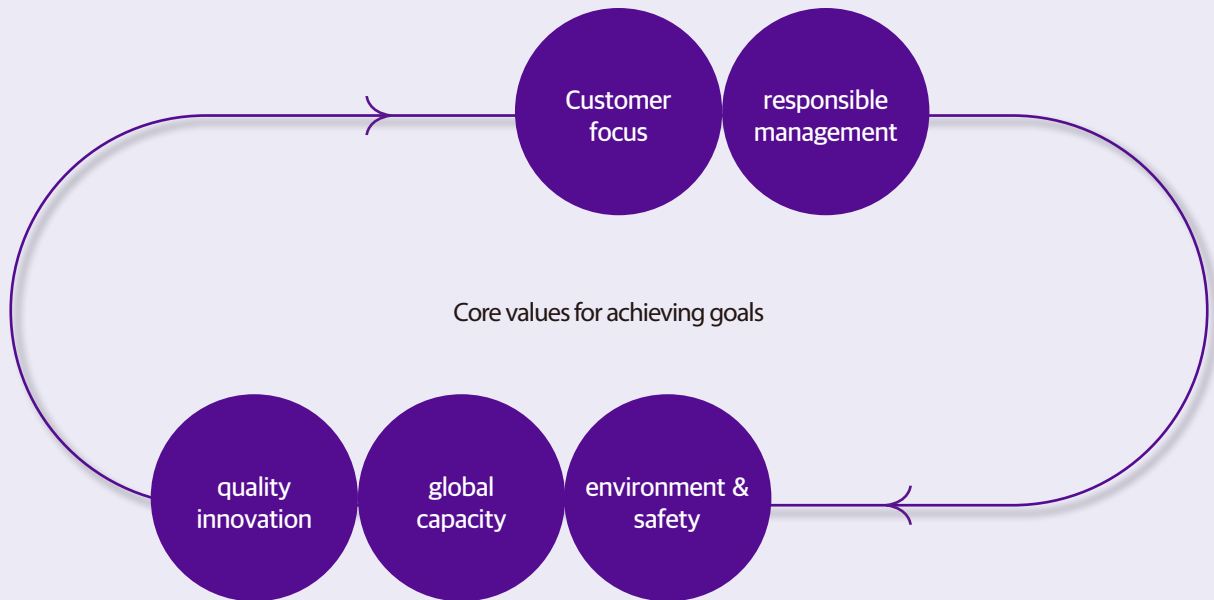 Customer
focus
responsible
management
Core values for achieving goals
quality
innovation
global
capacity
environment &
safety